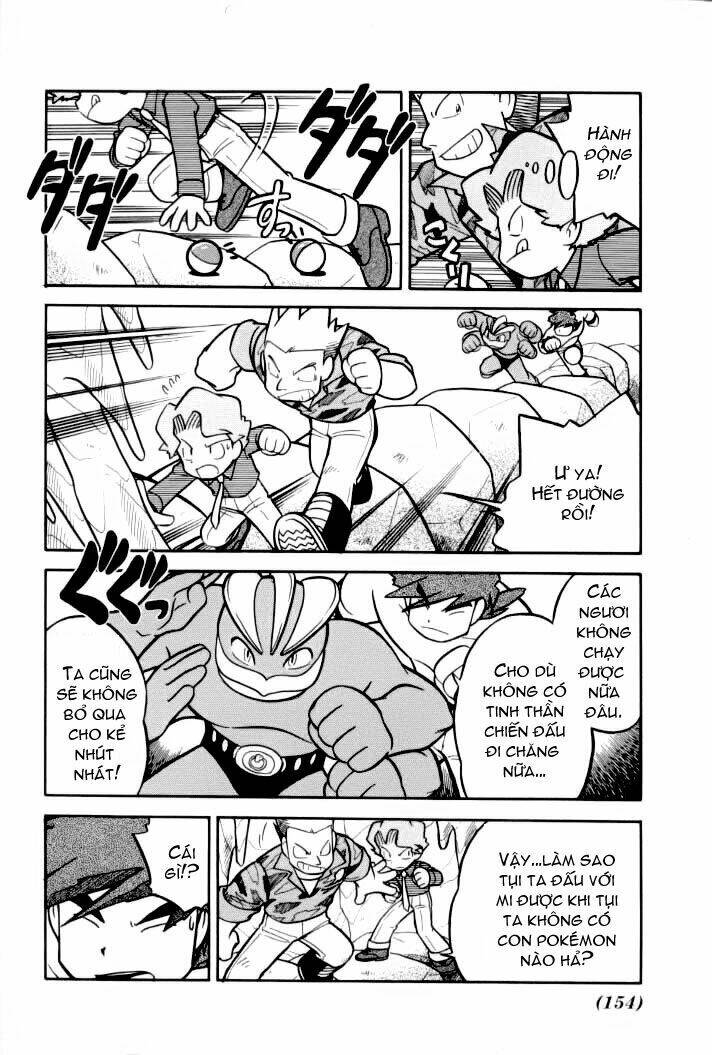 HÀNH
ĐỘNG
ĐI!
コクッ
ダダ
ダダ
すっ
Ư YA!
HẾT ĐƯỜNG
RỒI!
CÁC
NGƯƠI
KHÔNG
CHẠY
ĐƯỢC
NỮA
ĐÂU.
CHO DÙ
KHÔNG CÓ
TINH THẦN
CHIẾN ĐẤU
ĐI CHĂNG
NỮA...
ぐぐっ
TA CŨNG
SẼ KHÔNG
BỎ QUA
CHO KẺ
NHÚT
NHÁT!
VẬY...LÀM SAO
TỤI TA ĐẤU VỚI
MI ĐƯỢC KHI TỤI
TA KHÔNG CÓ
CON POKÉMON
NÀO HẢ?
CÁI
GÌ!?
(154)